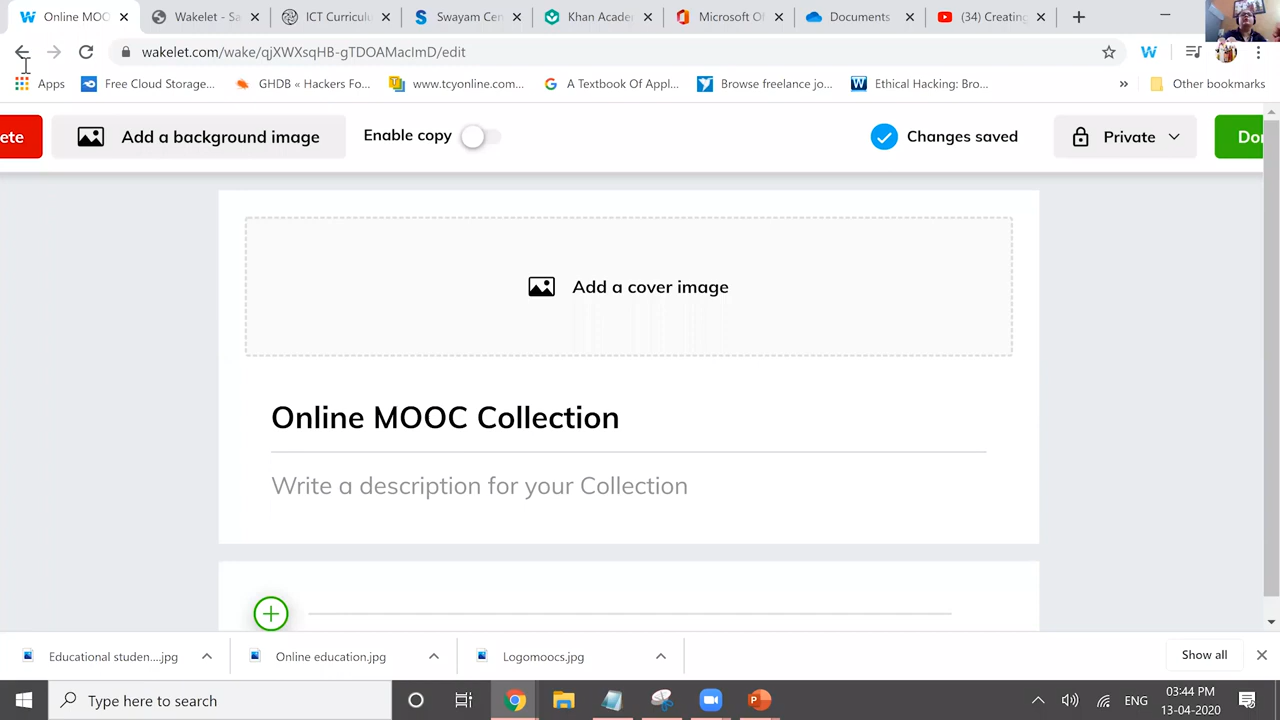 Online MOO
Wakelet - Sa
ICT Curricul
Swayam Cen
Khan Acader
Microsoft O
Documents
(34) Creating
wakelet.com/wake/qjXWXsqHB-gTDOAMacImD/edit
Apps
Free Cloud Storage...
GHDB « Hackers Fo...
www.tcyonline.com...
A Textbook Of Appl...
Browse freelance jo...
Ethical Hacking: Bro...
»
Other bookmarks
ete
Add a background image
Enable copy
Changes saved
Private
Do
Add a cover image
Online MOOC Collection
Write a description for your Collection
Educational studen....jpg
Online education.jpg
Logomoocs.jpg
Show all
Type here to search
ENG
03:44 PM
13-04-2020